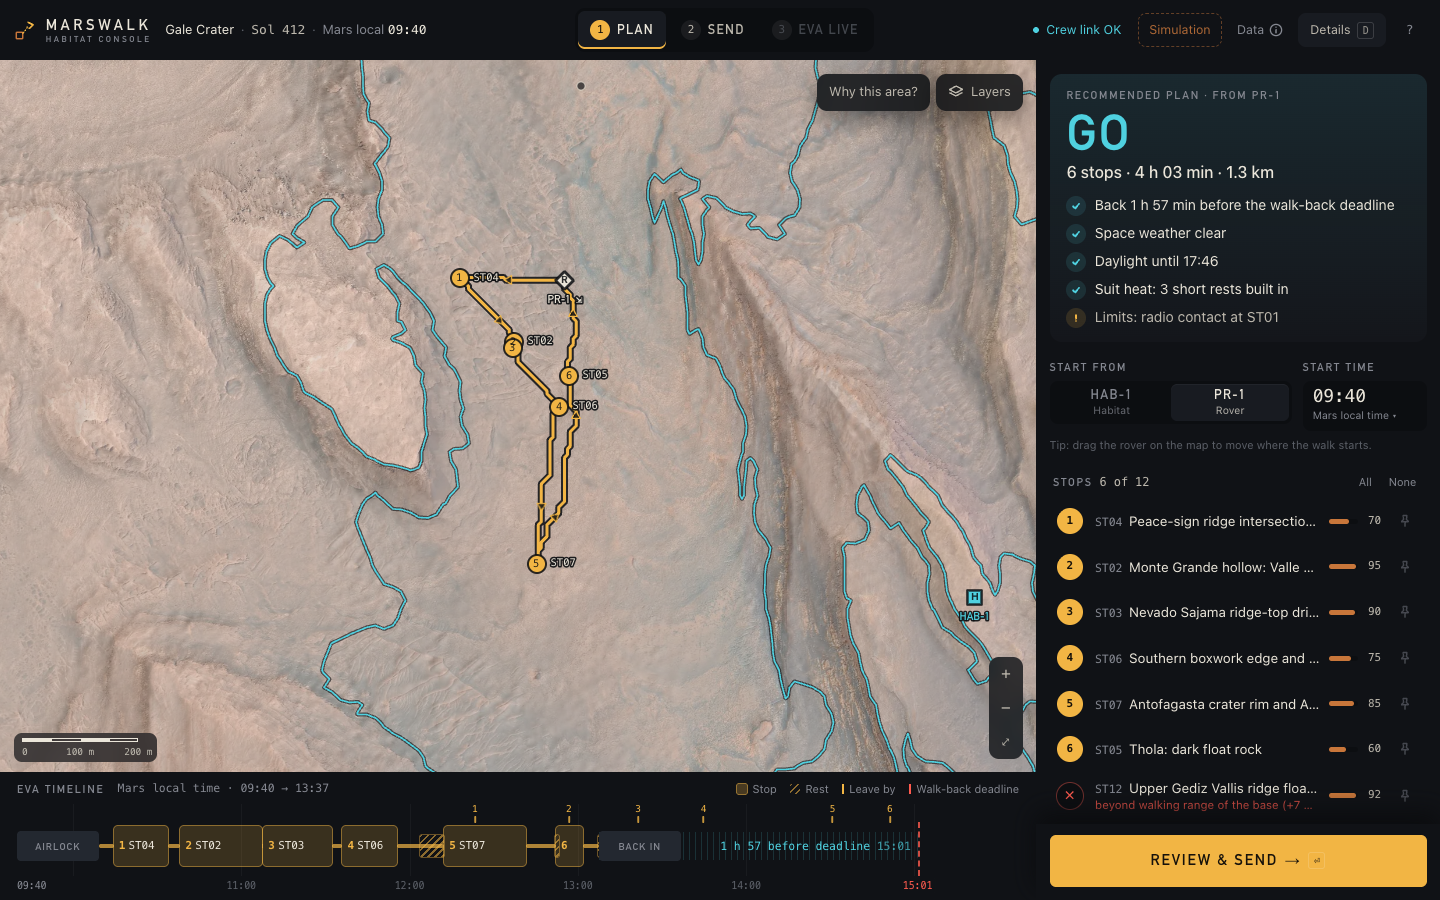 MARSWALK
HABITAT CONSOLE
Gale Crater · Sol 412 · Mars local 09:40
1 PLAN
2 SEND
3 EVA LIVE
Crew link OK
Simulation
Data
Details D
?
Why this area?
Layers
1 ST04
R
PR-1
2
3
ST02
6 ST05
4 ST06
5 ST07
H
HAB-1
+
−
0 100 m 200 m
RECOMMENDED PLAN · FROM PR-1
GO
6 stops · 4 h 03 min · 1.3 km
Back 1 h 57 min before the walk-back deadline
Space weather clear
Daylight until 17:46
Suit heat: 3 short rests built in
Limits: radio contact at ST01
START FROM
HAB-1
Habitat
PR-1
Rover
START TIME
09:40
Mars local time
Tip: drag the rover on the map to move where the walk starts.
STOPS 6 of 12
All None
1 ST04 Peace-sign ridge intersectio... 70
2 ST02 Monte Grande hollow: Valle ... 95
3 ST03 Nevado Sajama ridge-top dri... 90
4 ST06 Southern boxwork edge and ... 75
5 ST07 Antofagasta crater rim and A... 85
6 ST05 Thola: dark float rock 60
ST12 Upper Gediz Vallis ridge floa... 92
beyond walking range of the base (+7 ...
REVIEW & SEND →
EVA TIMELINE Mars local time · 09:40 → 13:37
Stop Rest Leave by Walk-back deadline
1 2 3 4 5 6
AIRLOCK
1 ST04
2 ST02
3 ST03
4 ST06
5 ST07
6
BACK IN
1 h 57 before deadline 15:01
09:40 11:00 12:00 13:00 14:00 15:01